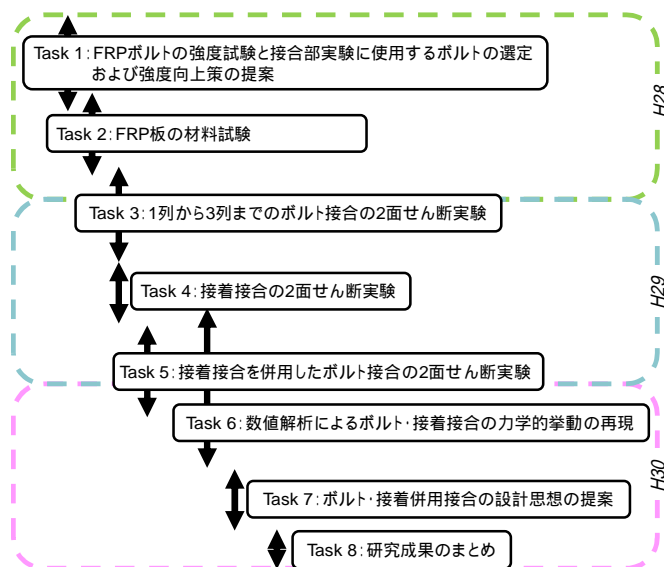 Task 1：FRPボルトの強度試験と接合部実験に使用するボルトの選定
および強度向上策の提案
H28
Task 2：FRP板の材料試験
Task 3：1列から3列までのボルト接合の2面せん断実験
Task 4：接着接合の2面せん断実験
H29
Task 5：接着接合を併用したボルト接合の2面せん断実験
Task 6：数値解析によるボルト・接着接合の力学的挙動の再現
H30
Task 7：ボルト・接着併用接合の設計思想の提案
Task 8：研究成果のまとめ